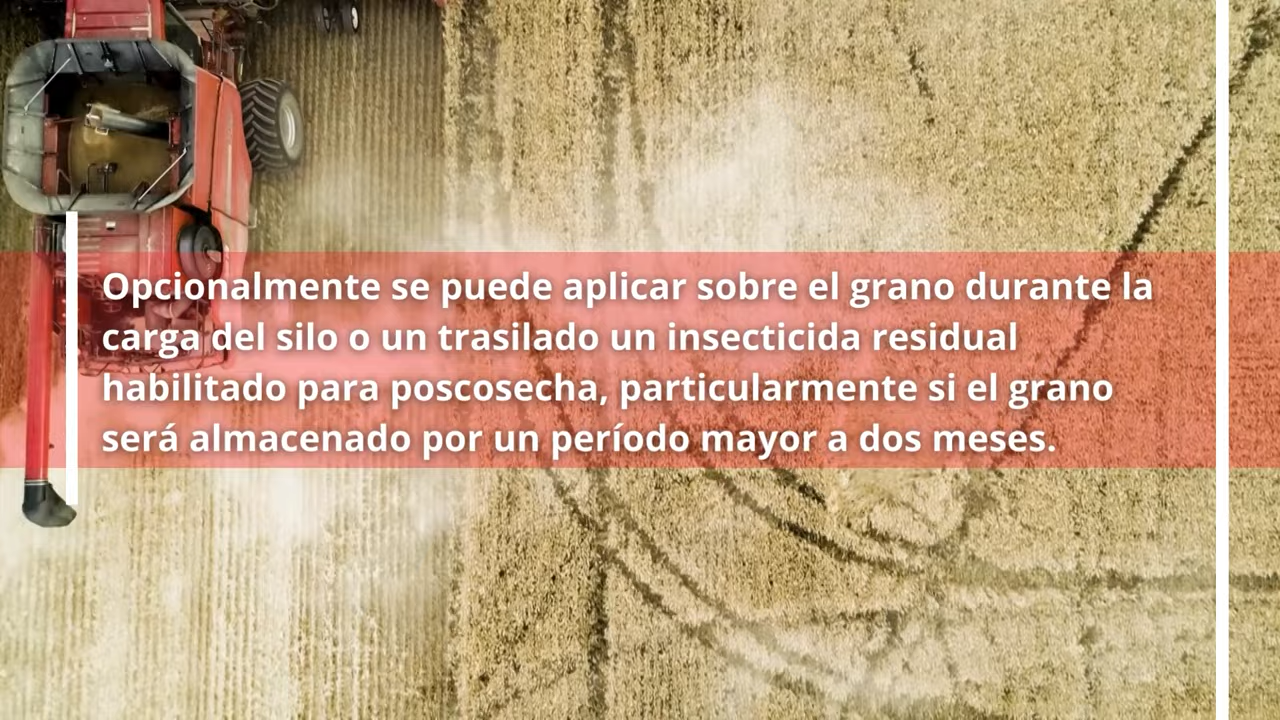 Opcionalmente se puede aplicar sobre el grano durante la
carga del silo o un trasilado un insecticida residual
habilitado para poscosecha, particularmente si el grano
será almacenado por un período mayor a dos meses.